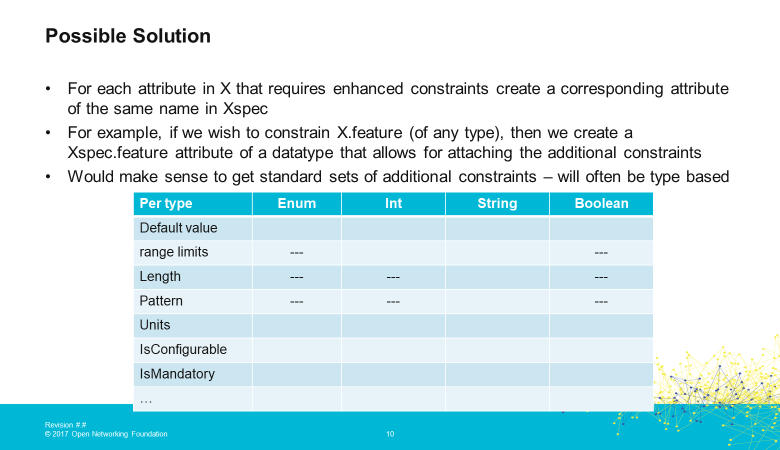 Possible Solution
• For each attribute in X that requires enhanced constraints create a corresponding attribute
of the same name in Xspec
• For example, if we wish to constrain X.feature (of any type), then we create a
Xspec.feature attribute of a datatype that allows for attaching the additional constraints
• Would make sense to get standard sets of additional constraints – will often be type based
Per type Enum Int String Boolean
Default value
range limits --- ---
Length --- --- ---
Pattern --- --- ---
Units
IsConfigurable
IsMandatory
…
Revision #.#
© 2017 Open Networking Foundation 10